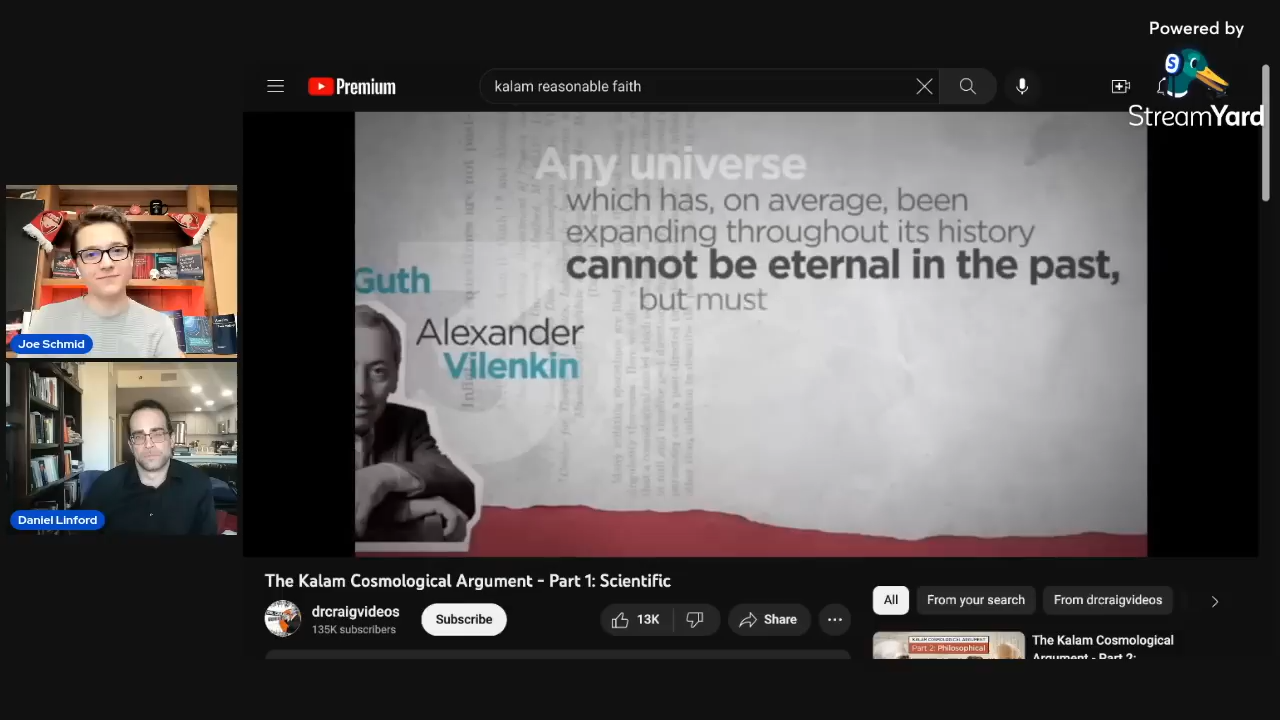 Powered by
StreamYard
Premium
kalam reasonable faith
Any universe
which has, on average, been
expanding throughout its history
cannot be eternal in the past,
but must
Guth
Alexander
Vilenkin
Joe Schmid
Daniel Linford
The Kalam Cosmological Argument - Part 1: Scientific
drcraigvideos
135K subscribers
Subscribe
13K
Share
All
From your search
From drcraigvideos
KALAM COSMOLOGICAL ARGUMENT
Part 2: Philosophical
The Kalam Cosmological
Argument - Part 2: